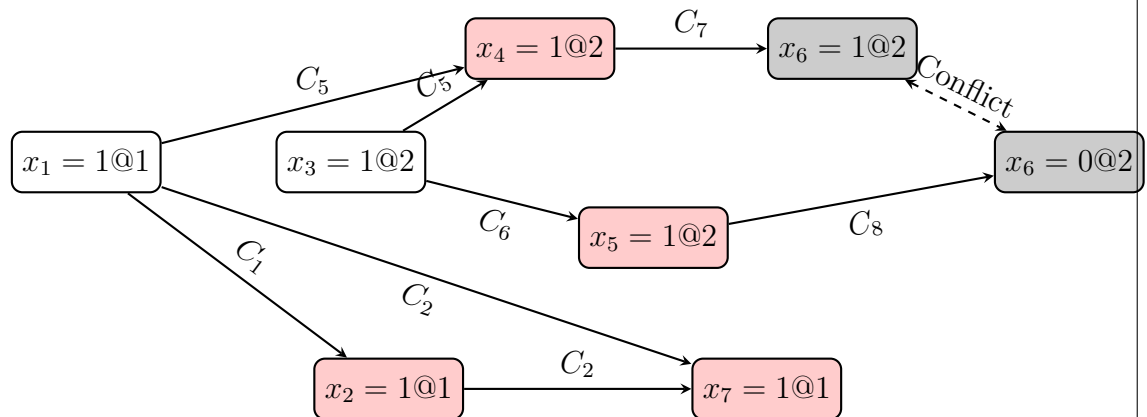 x₄ = 1@2
C₇
x₆ = 1@2
C₅
C₅
Conflict
x₁ = 1@1
x₃ = 1@2
x₆ = 0@2
C₆
x₅ = 1@2
C₈
C₁
C₂
x₂ = 1@1
C₂
x₇ = 1@1